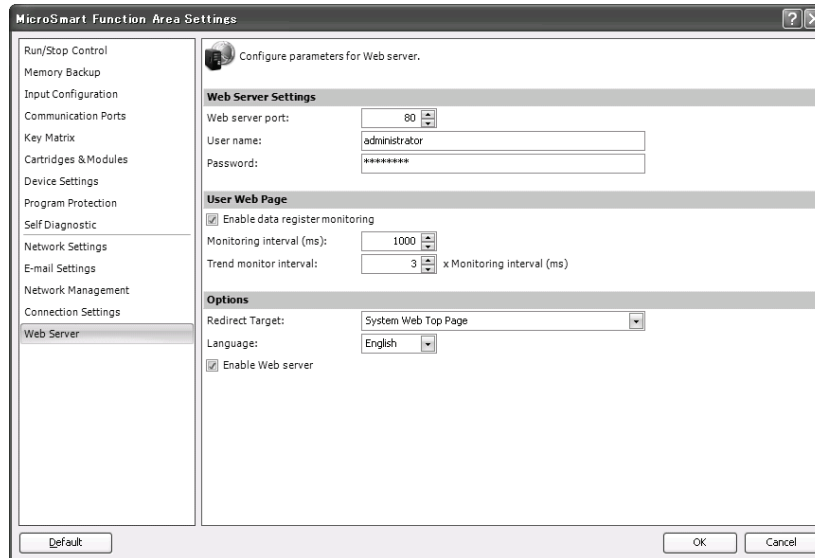 MicroSmart Function Area Settings
Run/Stop Control
Memory Backup
Input Configuration
Communication Ports
Key Matrix
Cartridges & Modules
Device Settings
Program Protection
Self Diagnostic
Network Settings
E-mail Settings
Network Management
Connection Settings
Web Server
Configure parameters for Web server.
Web Server Settings
Web server port: 80
User name: administrator
Password: ********
User Web Page
Enable data register monitoring
Monitoring interval (ms): 1000
Trend monitor interval: 3 x Monitoring interval (ms)
Options
Redirect Target: System Web Top Page
Language: English
Enable Web server
Default OK Cancel